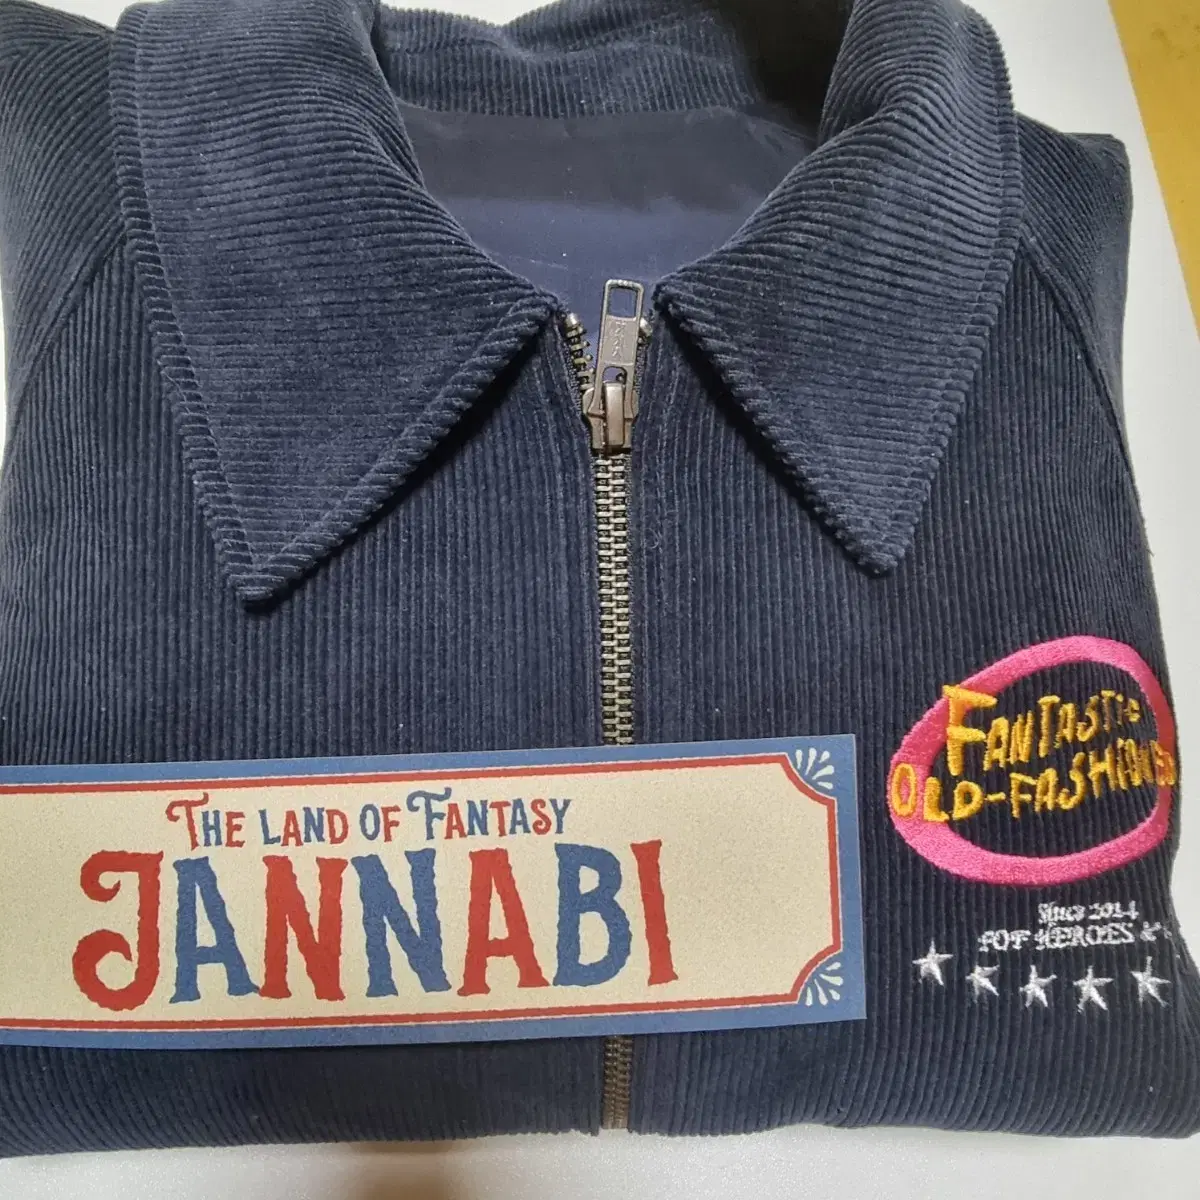 THE LAND OF FANTASY
JANNABI
FANTASTIC
OLD-FASHIONED
Since 2014
FOF HEROES &